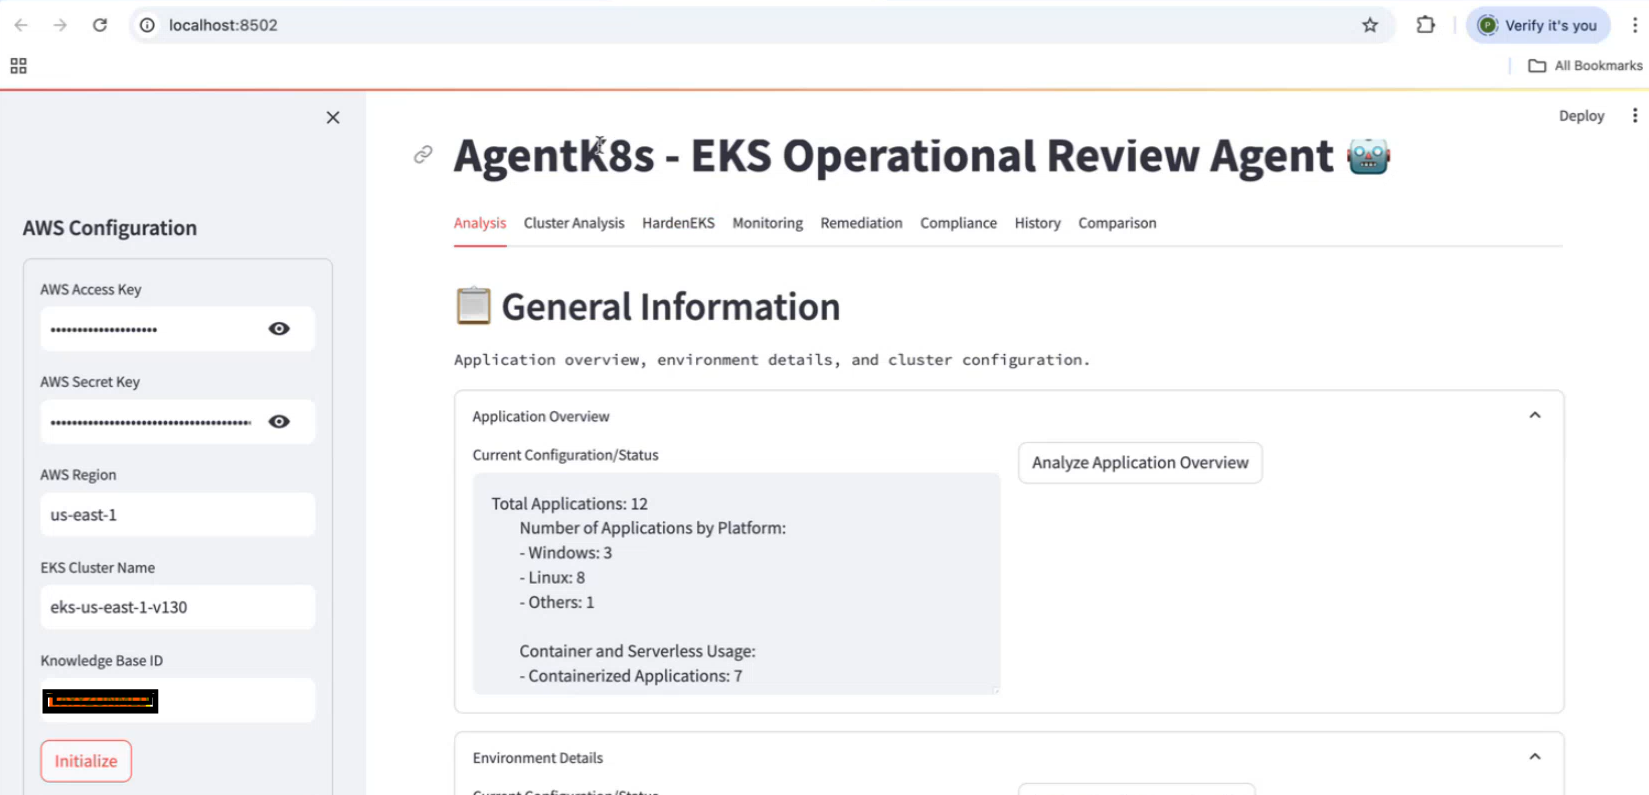 localhost:8502
Verify it's you
All Bookmarks
Deploy
AWS Configuration
AWS Access Key
AWS Secret Key
AWS Region
us-east-1
EKS Cluster Name
eks-us-east-1-v130
Knowledge Base ID
Initialize
AgentK8s - EKS Operational Review Agent
Analysis Cluster Analysis HardenEKS Monitoring Remediation Compliance History Comparison
General Information
Application overview, environment details, and cluster configuration.
Application Overview
Current Configuration/Status
Analyze Application Overview
Total Applications: 12
Number of Applications by Platform:
- Windows: 3
- Linux: 8
- Others: 1
Container and Serverless Usage:
- Containerized Applications: 7
Environment Details
Current Configuration/Status